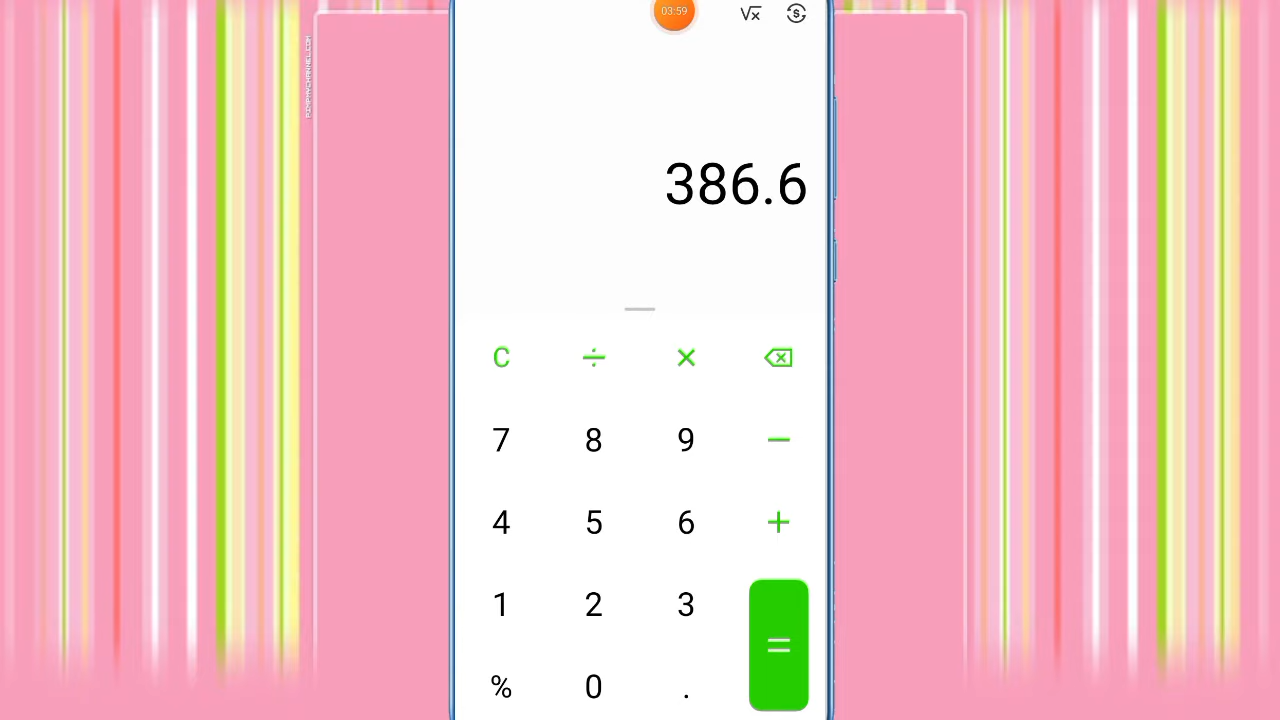 03:59
√x
386.6
C ÷ ×
7 8 9 −
4 5 6 +
1 2 3
% 0 . =